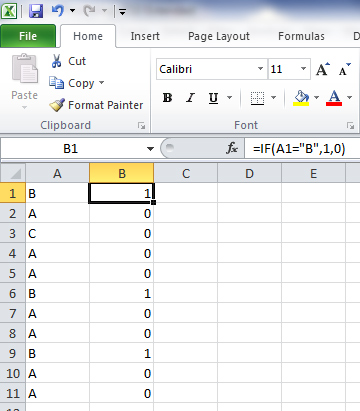 File Home Insert Page Layout Formulas
Cut
Copy
Format Painter
Paste
Calibri 11 A A
B I U A
Clipboard Font
B1 fx =IF(A1="B",1,0)
A B C D E
1 B 1
2 A 0
3 C 0
4 A 0
5 A 0
6 B 1
7 A 0
8 A 0
9 B 1
10 A 0
11 A 0